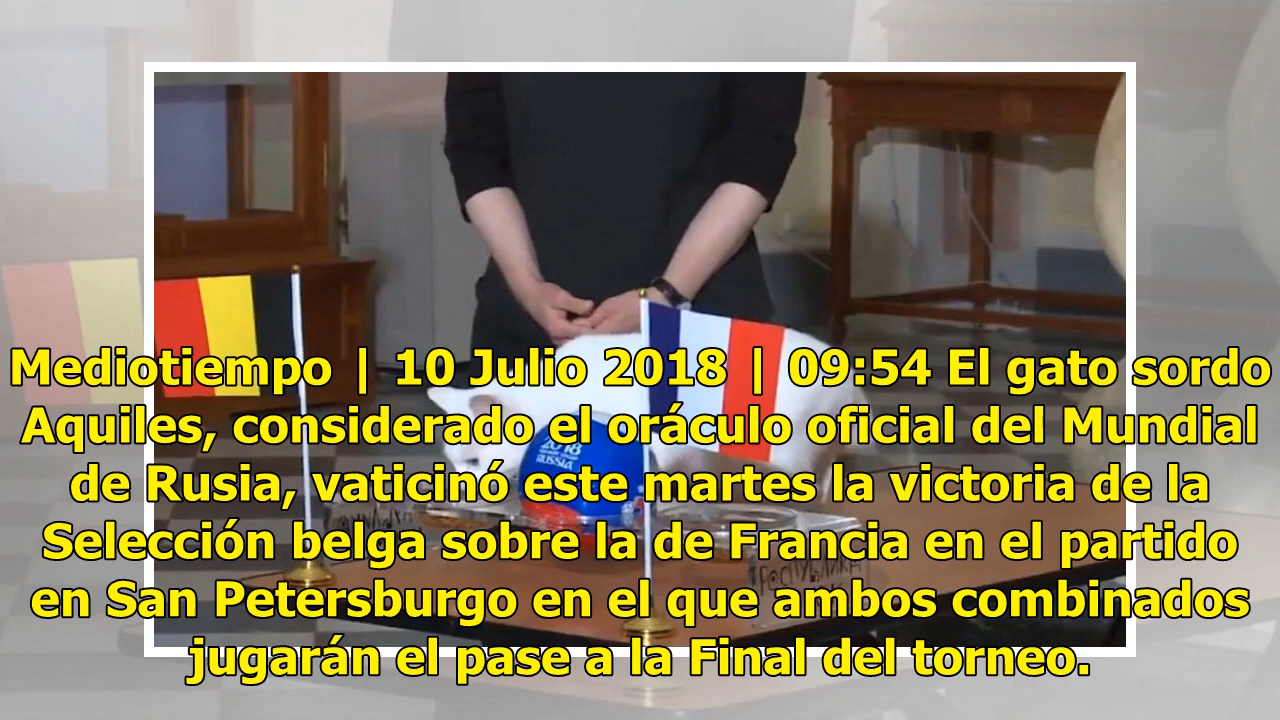 Mediotiempo | 10 Julio 2018 | 09:54 El gato sordo
Aquiles, considerado el oráculo oficial del Mundial
de Rusia, vaticinó este martes la victoria de la
Selección belga sobre la de Francia en el partido
en San Petersburgo en el que ambos combinados
jugarán el pase a la Final del torneo.
2018
RUSSIA